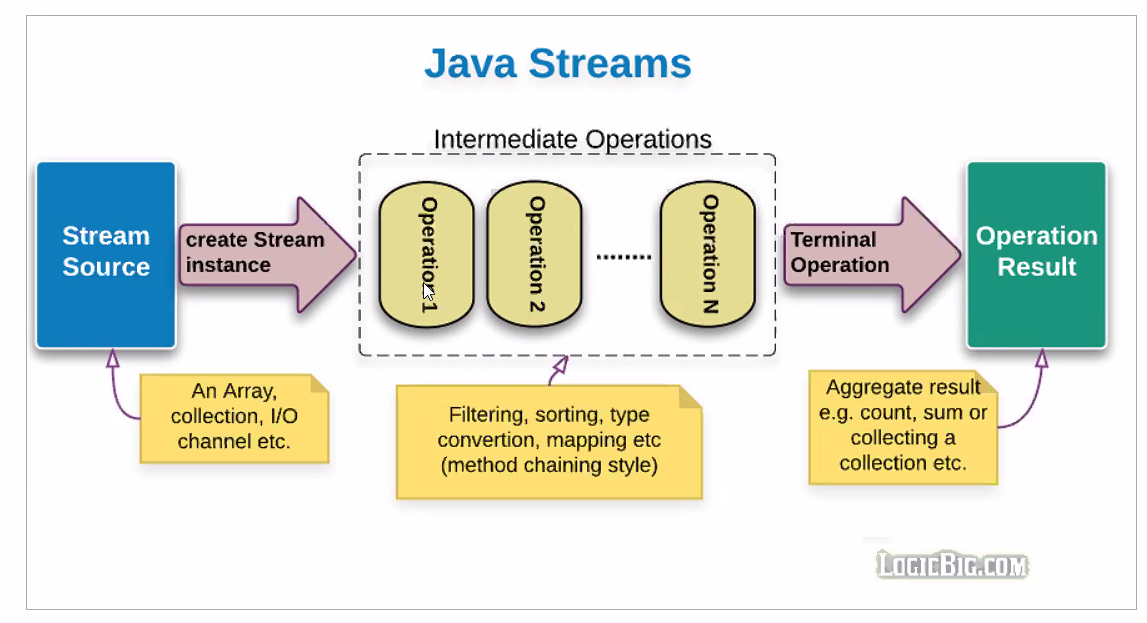 Java Streams
Intermediate Operations
Stream
Source
create Stream
instance
Operation 1
Operation 2
Operation N
Terminal
Operation
Operation
Result
An Array,
collection, I/O
channel etc.
Filtering, sorting, type
convertion, mapping etc
(method chaining style)
Aggregate result
e.g. count, sum or
collecting a
collection etc.
LOGICBIG.COM